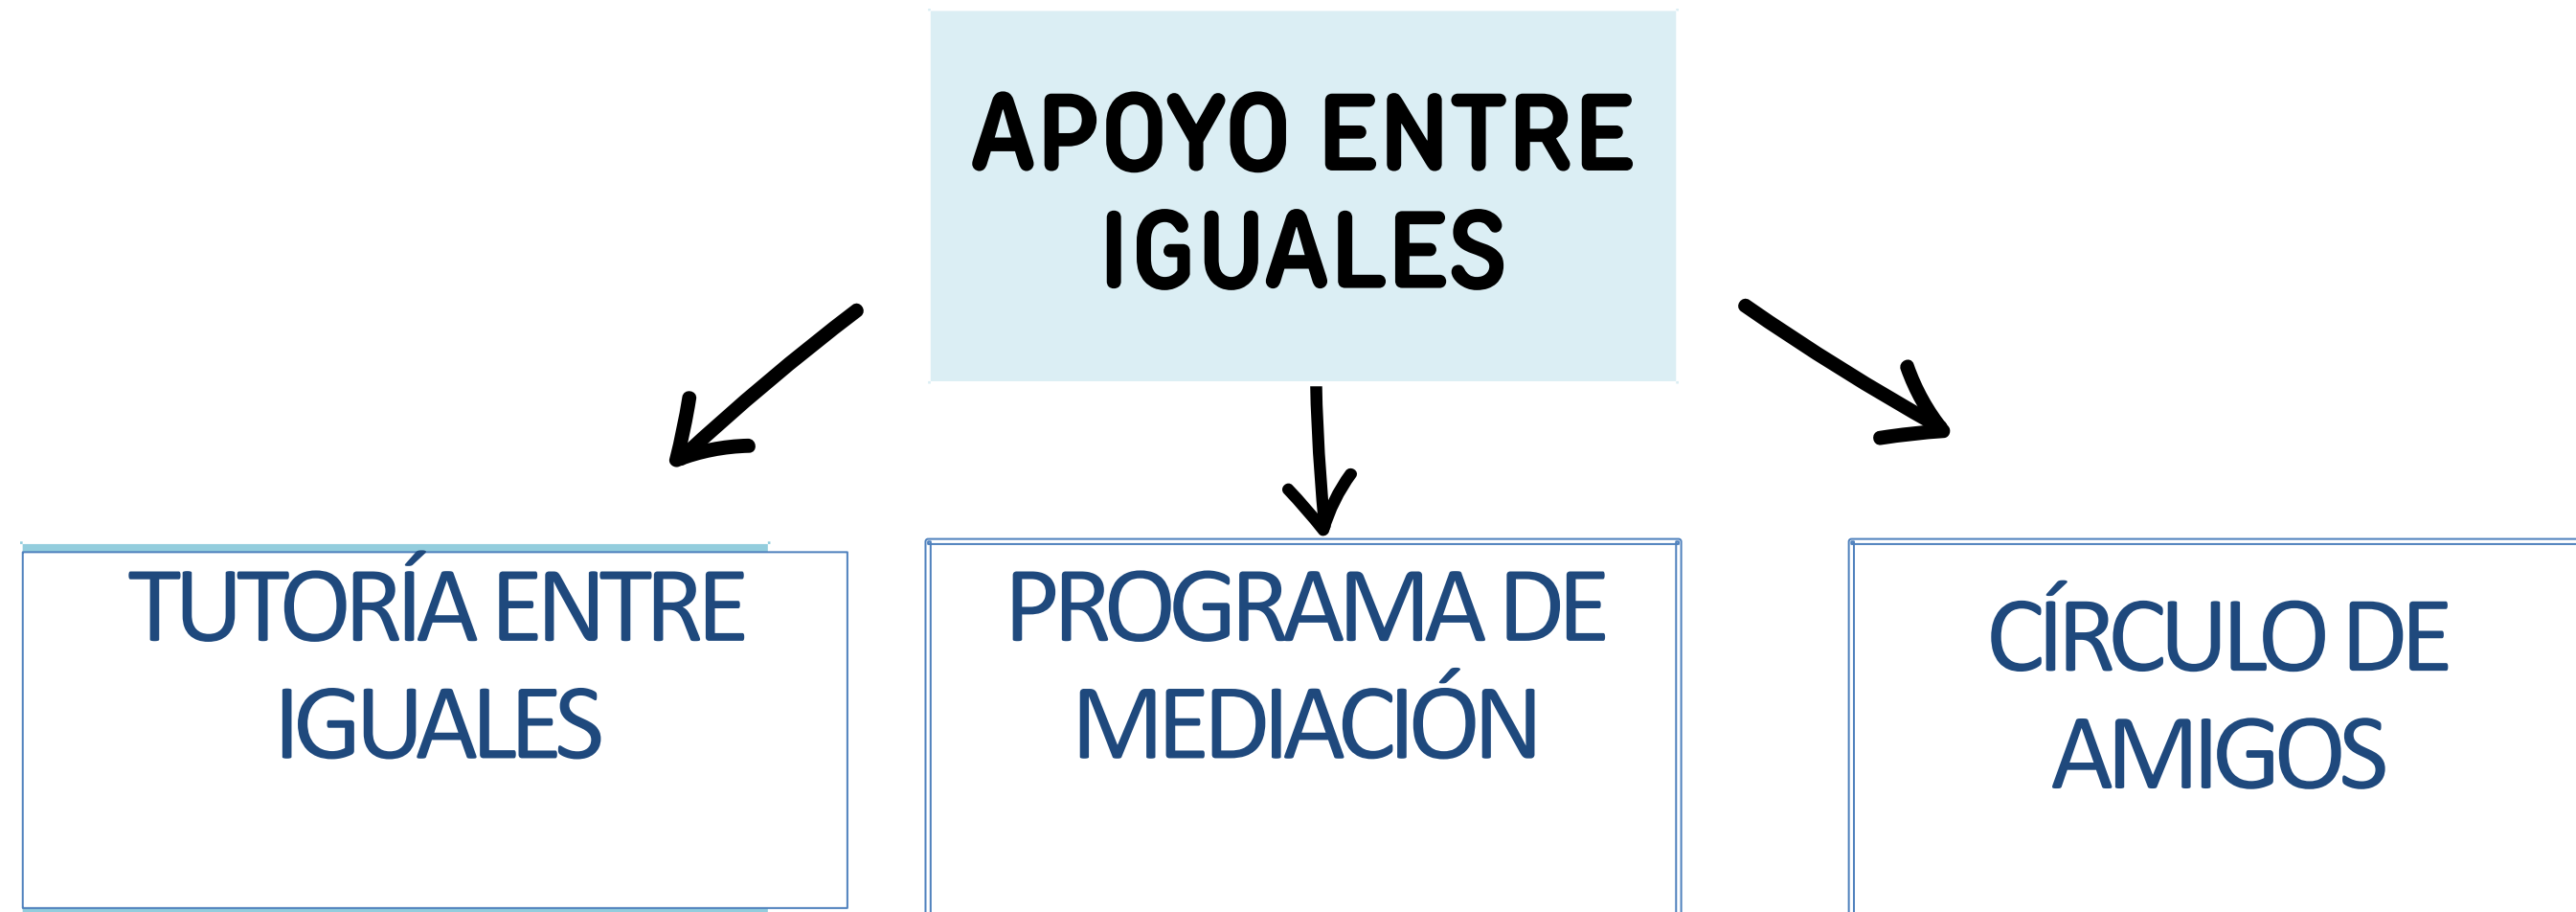 APOYO ENTRE
IGUALES
TUTORÍA ENTRE
IGUALES
PROGRAMA DE
MEDIACIÓN
CÍRCULO DE
AMIGOS